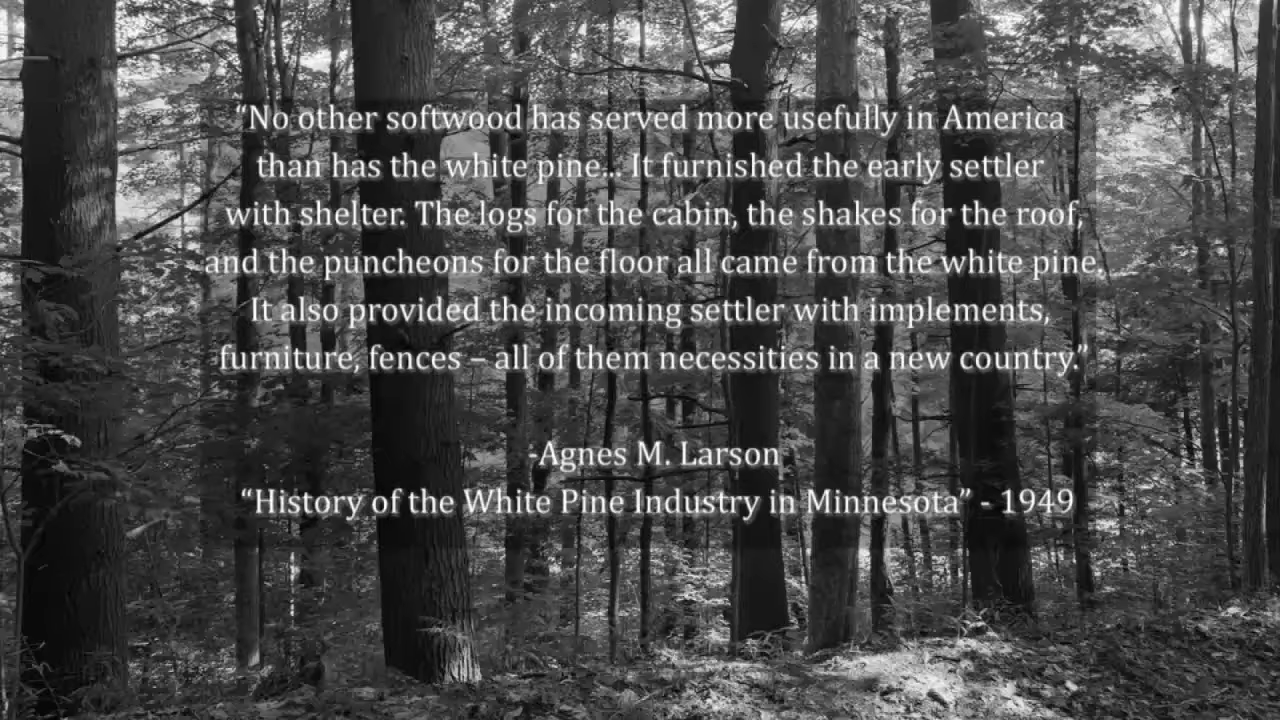 “No other softwood has served more usefully in America
than has the white pine... It furnished the early settler
with shelter. The logs for the cabin, the shakes for the roof,
and the puncheons for the floor all came from the white pine.
It also provided the incoming settler with implements,
furniture, fences – all of them necessities in a new country.”
-Agnes M. Larson
“History of the White Pine Industry in Minnesota” - 1949